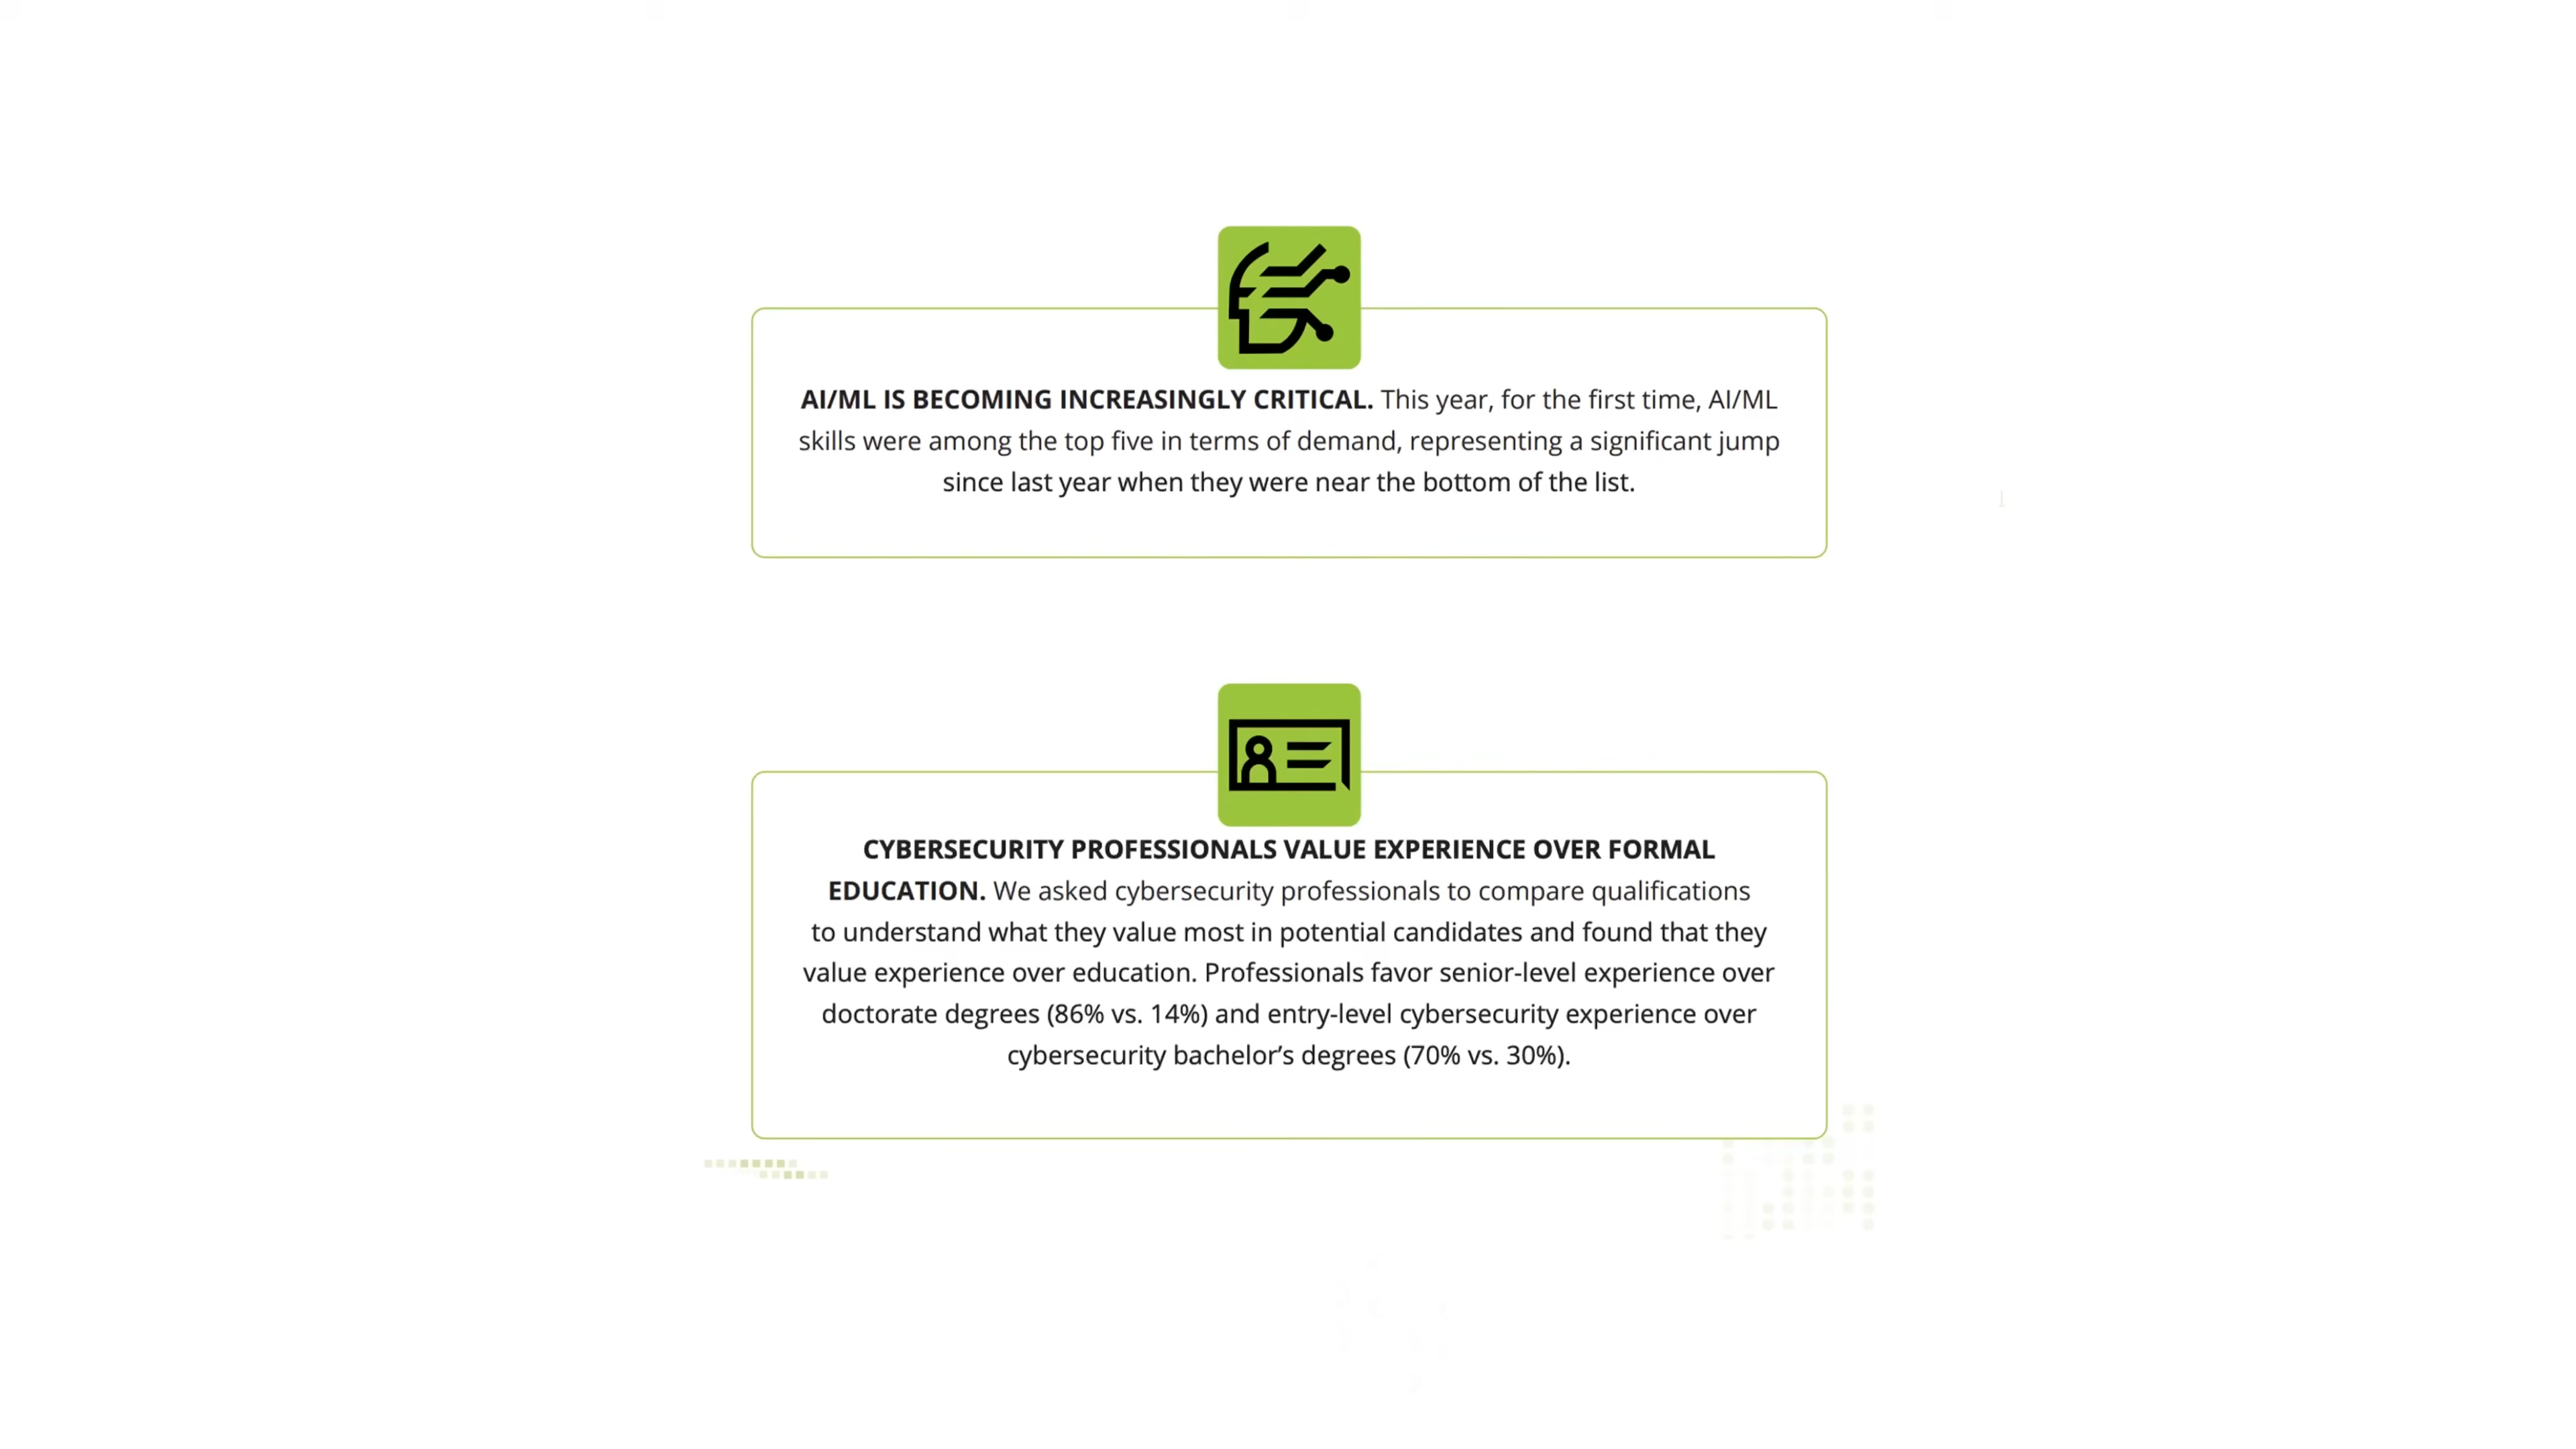 AI/ML IS BECOMING INCREASINGLY CRITICAL. This year, for the first time, AI/ML
skills were among the top five in terms of demand, representing a significant jump
since last year when they were near the bottom of the list.
CYBERSECURITY PROFESSIONALS VALUE EXPERIENCE OVER FORMAL
EDUCATION. We asked cybersecurity professionals to compare qualifications
to understand what they value most in potential candidates and found that they
value experience over education. Professionals favor senior-level experience over
doctorate degrees (86% vs. 14%) and entry-level cybersecurity experience over
cybersecurity bachelor’s degrees (70% vs. 30%).